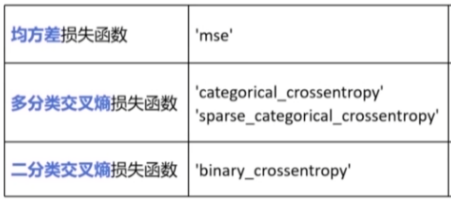 均方差损失函数
'mse'
多分类交叉熵损失函数
'categorical_crossentropy'
'sparse_categorical_crossentropy'
二分类交叉熵损失函数
'binary_crossentropy'